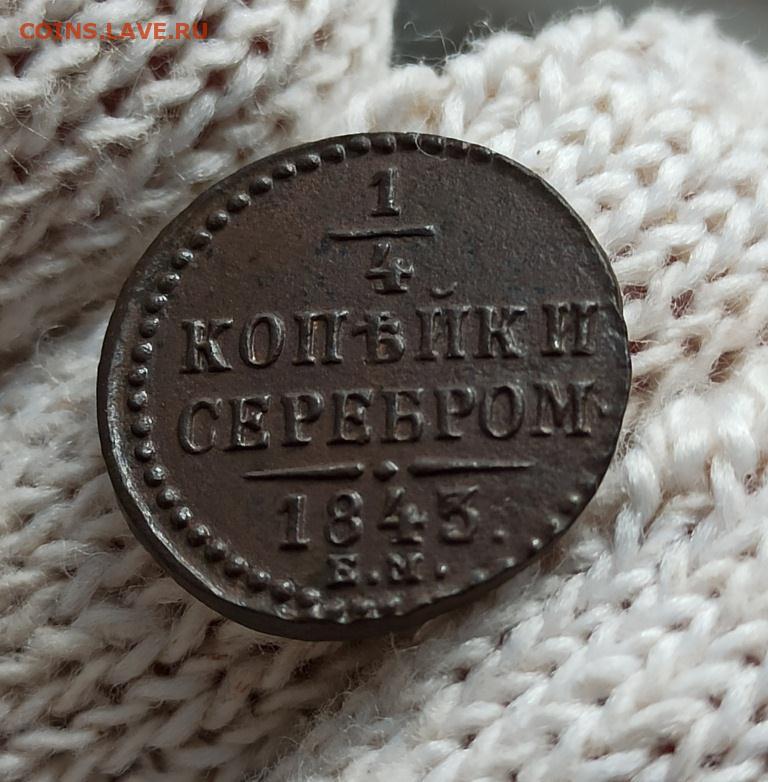 COINS.LAVE.RU
1
4
КОПѢЙКИ
СЕРЕБРОМ
1843.
Е.М.